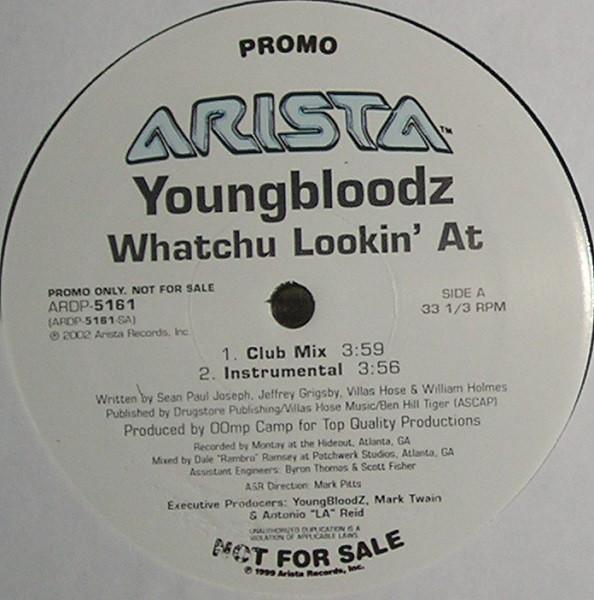 PROMO
ARISTA™
Youngbloodz
Whatchu Lookin' At
PROMO ONLY. NOT FOR SALE
ARDP-5161
(ARDP-5161-SA)
℗ 2002 Arista Records, Inc.
SIDE A
33 1/3 RPM
1. Club Mix 3:59
2. Instrumental 3:56
Written by Sean Paul Joseph, Jeffrey Grigsby, Villas Hose & William Holmes
Published by Drugstore Publishing/Villas Hose Music/Ben Hill Tiger (ASCAP)
Produced by OOmp Camp for Top Quality Productions
Recorded by Montay at the Hideout, Atlanta, GA
Mixed by Dale "Rambro" Ramsey at Patchwerk Studios, Atlanta, GA
Assistant Engineers: Byron Thomas & Scott Fisher
A&R Direction: Mark Pitts
Executive Producers: YoungBloodZ, Mark Twain
& Antonio "LA" Reid
UNAUTHORIZED DUPLICATION IS A
VIOLATION OF APPLICABLE LAWS.
NOT FOR SALE
© 1999 Arista Records, Inc.